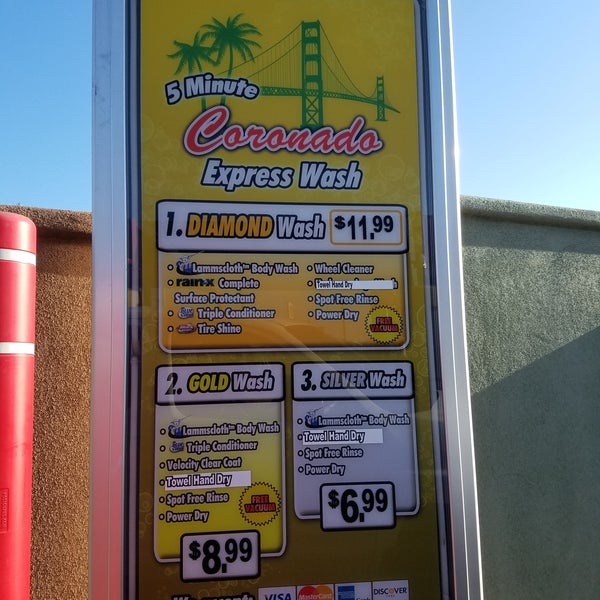 5 Minute
Coronado
Express Wash
1. DIAMOND Wash $11.99
• Lammscloth™ Body Wash
• rain-x Complete
Surface Protectant
• Triple Conditioner
• Tire Shine
• Wheel Cleaner
• Towel Hand Dry
• Spot Free Rinse
• Power Dry
FREE
VACUUM
2. GOLD Wash
• Lammscloth™ Body Wash
• Triple Conditioner
• Velocity Clear Coat
• Towel Hand Dry
• Spot Free Rinse
• Power Dry
FREE
VACUUM
$8.99
3. SILVER Wash
• Lammscloth™ Body Wash
• Towel Hand Dry
• Spot Free Rinse
• Power Dry
$6.99
VISA MasterCard DISCOVER